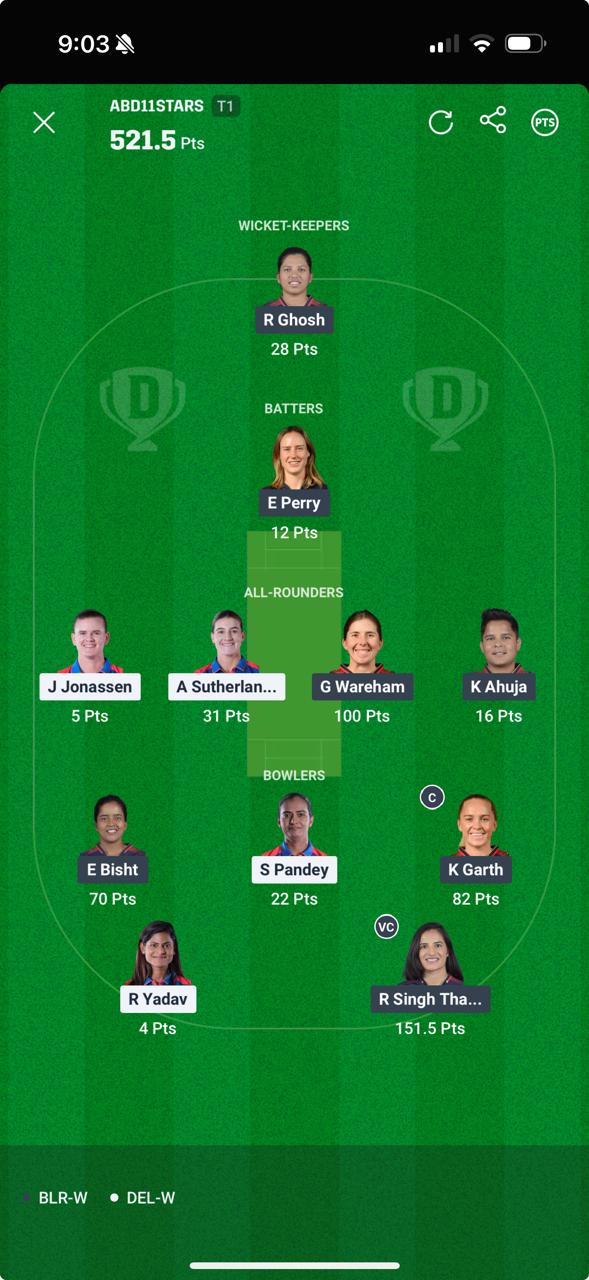 9:03
ABD11STARS T1
521.5 Pts
PTS
WICKET-KEEPERS
R Ghosh
28 Pts
D D
BATTERS
E Perry
12 Pts
ALL-ROUNDERS
J Jonassen A Sutherlan... G Wareham K Ahuja
5 Pts 31 Pts 100 Pts 16 Pts
BOWLERS
C
E Bisht S Pandey K Garth
70 Pts 22 Pts 82 Pts
VC
R Yadav R Singh Tha...
4 Pts 151.5 Pts
BLR-W DEL-W